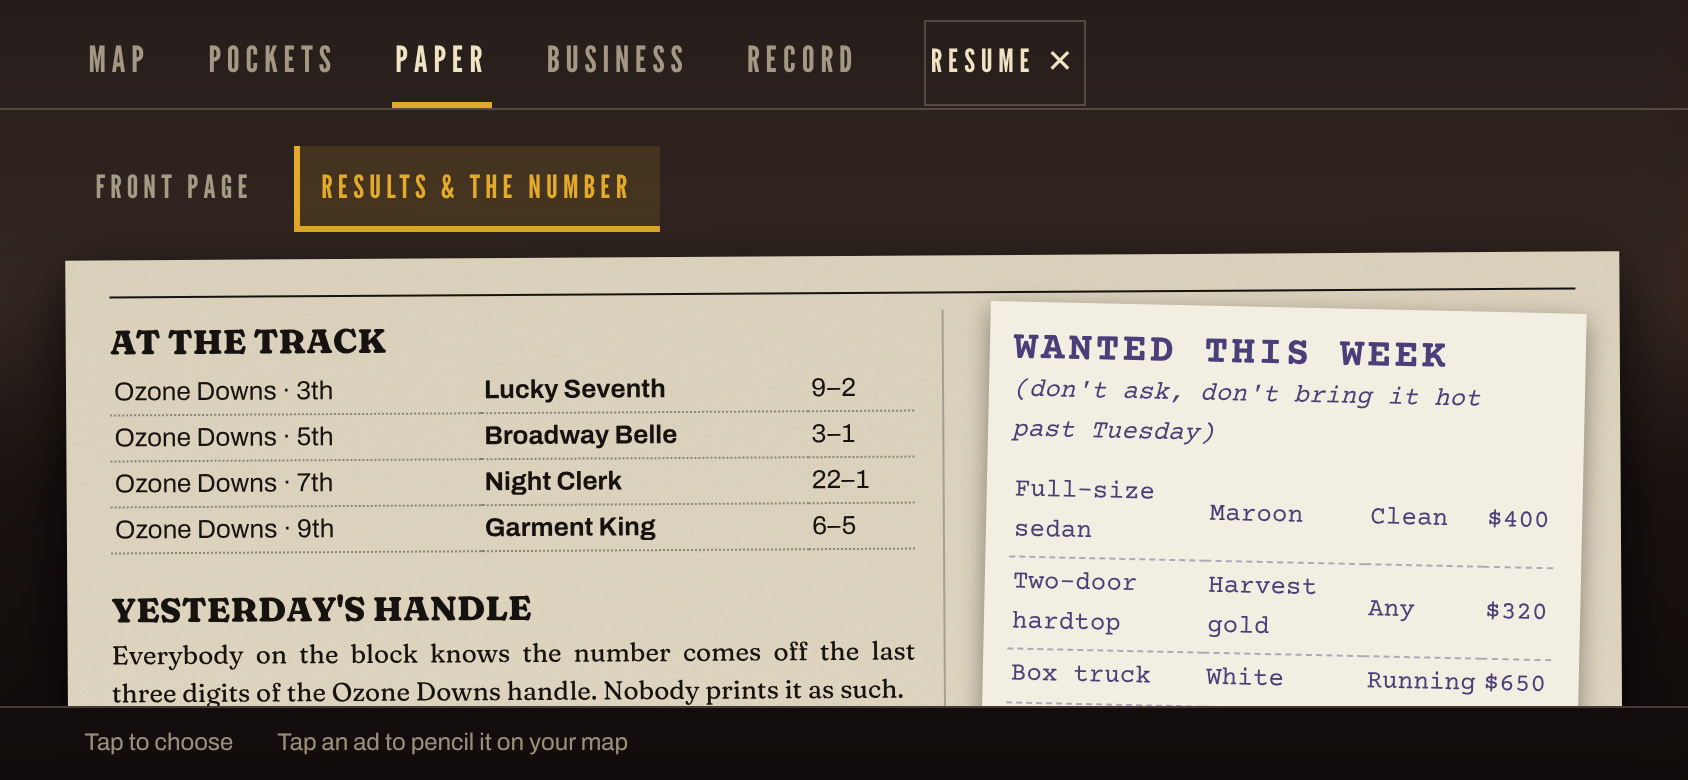 MAP POCKETS PAPER BUSINESS RECORD RESUME ✕
FRONT PAGE RESULTS & THE NUMBER
AT THE TRACK
Ozone Downs · 3th Lucky Seventh 9–2
Ozone Downs · 5th Broadway Belle 3–1
Ozone Downs · 7th Night Clerk 22–1
Ozone Downs · 9th Garment King 6–5
YESTERDAY'S HANDLE
Everybody on the block knows the number comes off the last
three digits of the Ozone Downs handle. Nobody prints it as such.
WANTED THIS WEEK
(don't ask, don't bring it hot
past Tuesday)
Full-size
sedan
Maroon Clean $400
Two-door
hardtop
Harvest
gold
Any $320
Box truck White Running $650
Tap to choose Tap an ad to pencil it on your map